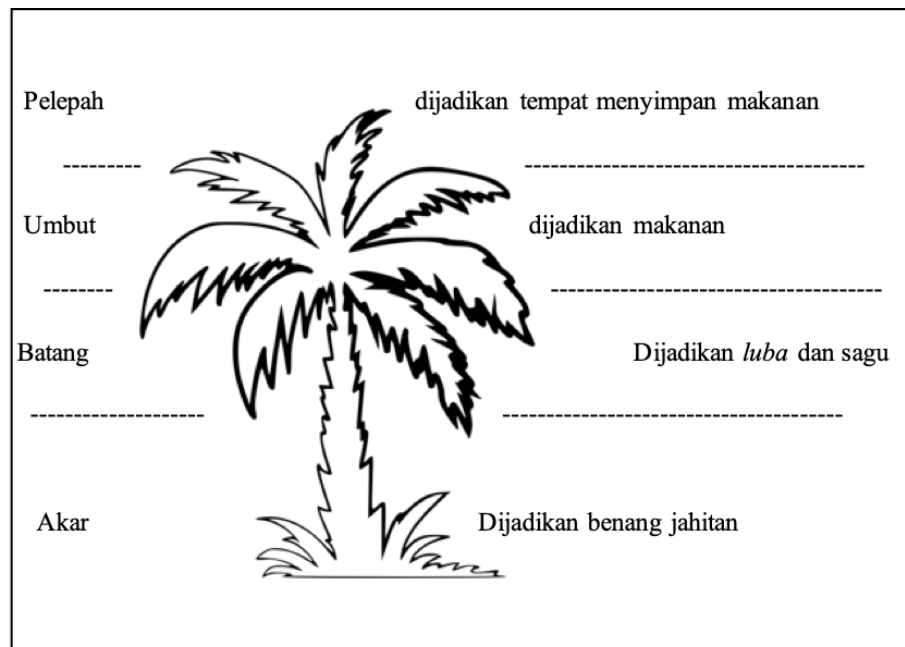 Pelepah dijadikan tempat menyimpan makanan
Umbut dijadikan makanan
Batang Dijadikan luba dan sagu
Akar Dijadikan benang jahitan